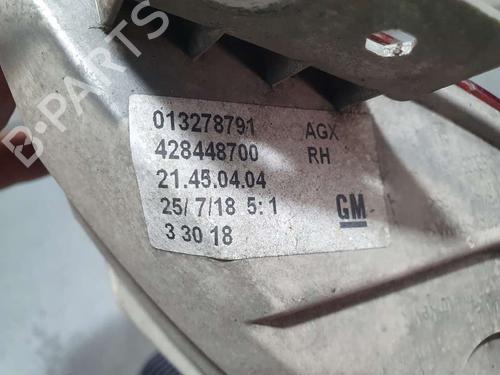 B-PARTS
013278791 AGX
428448700 RH
21.45.04.04
25/ 7/18 5:1 GM
3 30 18